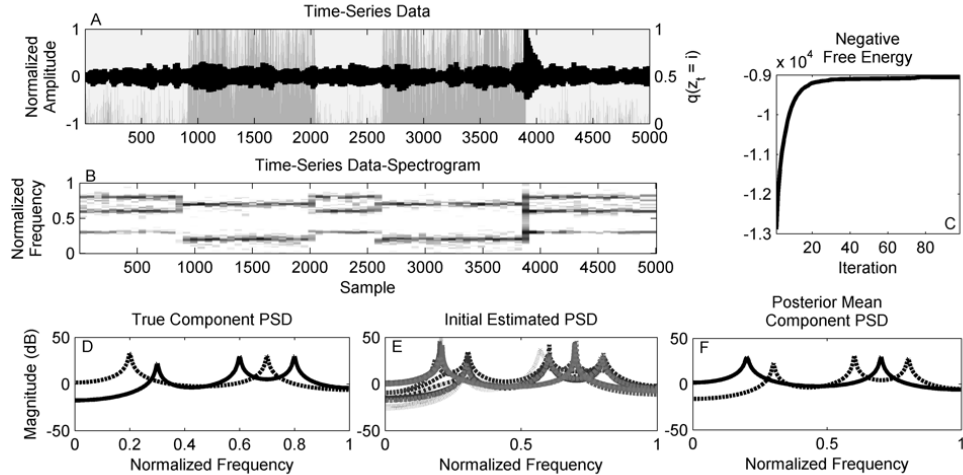 Time-Series Data
A
Normalized
Amplitude
1
0
-1
1
0.5
0
q(z_t = i)
500 1000 1500 2000 2500 3000 3500 4000 4500 5000
Time-Series Data-Spectrogram
B
Normalized
Frequency
1
0.5
0
500 1000 1500 2000 2500 3000 3500 4000 4500 5000
Sample
Negative
Free Energy
x 10^4
-0.9
-1
-1.1
-1.2
-1.3
C
20 40 60 80
Iteration
True Component PSD
D
Magnitude (dB)
50
0
-50
0 0.2 0.4 0.6 0.8 1
Normalized Frequency
Initial Estimated PSD
E
50
0
-50
0 0.5 1
Normalized Frequency
Posterior Mean
Component PSD
F
50
0
-50
0 0.5 1
Normalized Frequency